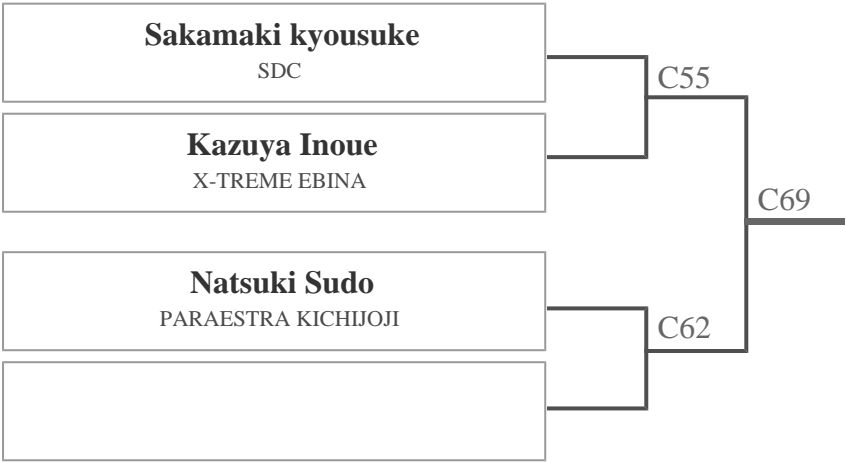 Sakamaki kyousuke
SDC
C55
Kazuya Inoue
X-TREME EBINA
C69
Natsuki Sudo
PARAESTRA KICHIJOJI
C62